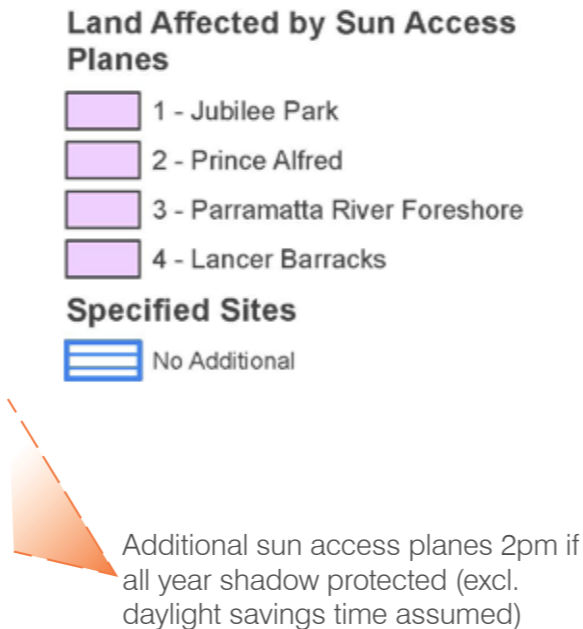 Land Affected by Sun Access
Planes
1 - Jubilee Park
2 - Prince Alfred
3 - Parramatta River Foreshore
4 - Lancer Barracks
Specified Sites
No Additional
Additional sun access planes 2pm if
all year shadow protected (excl.
daylight savings time assumed)